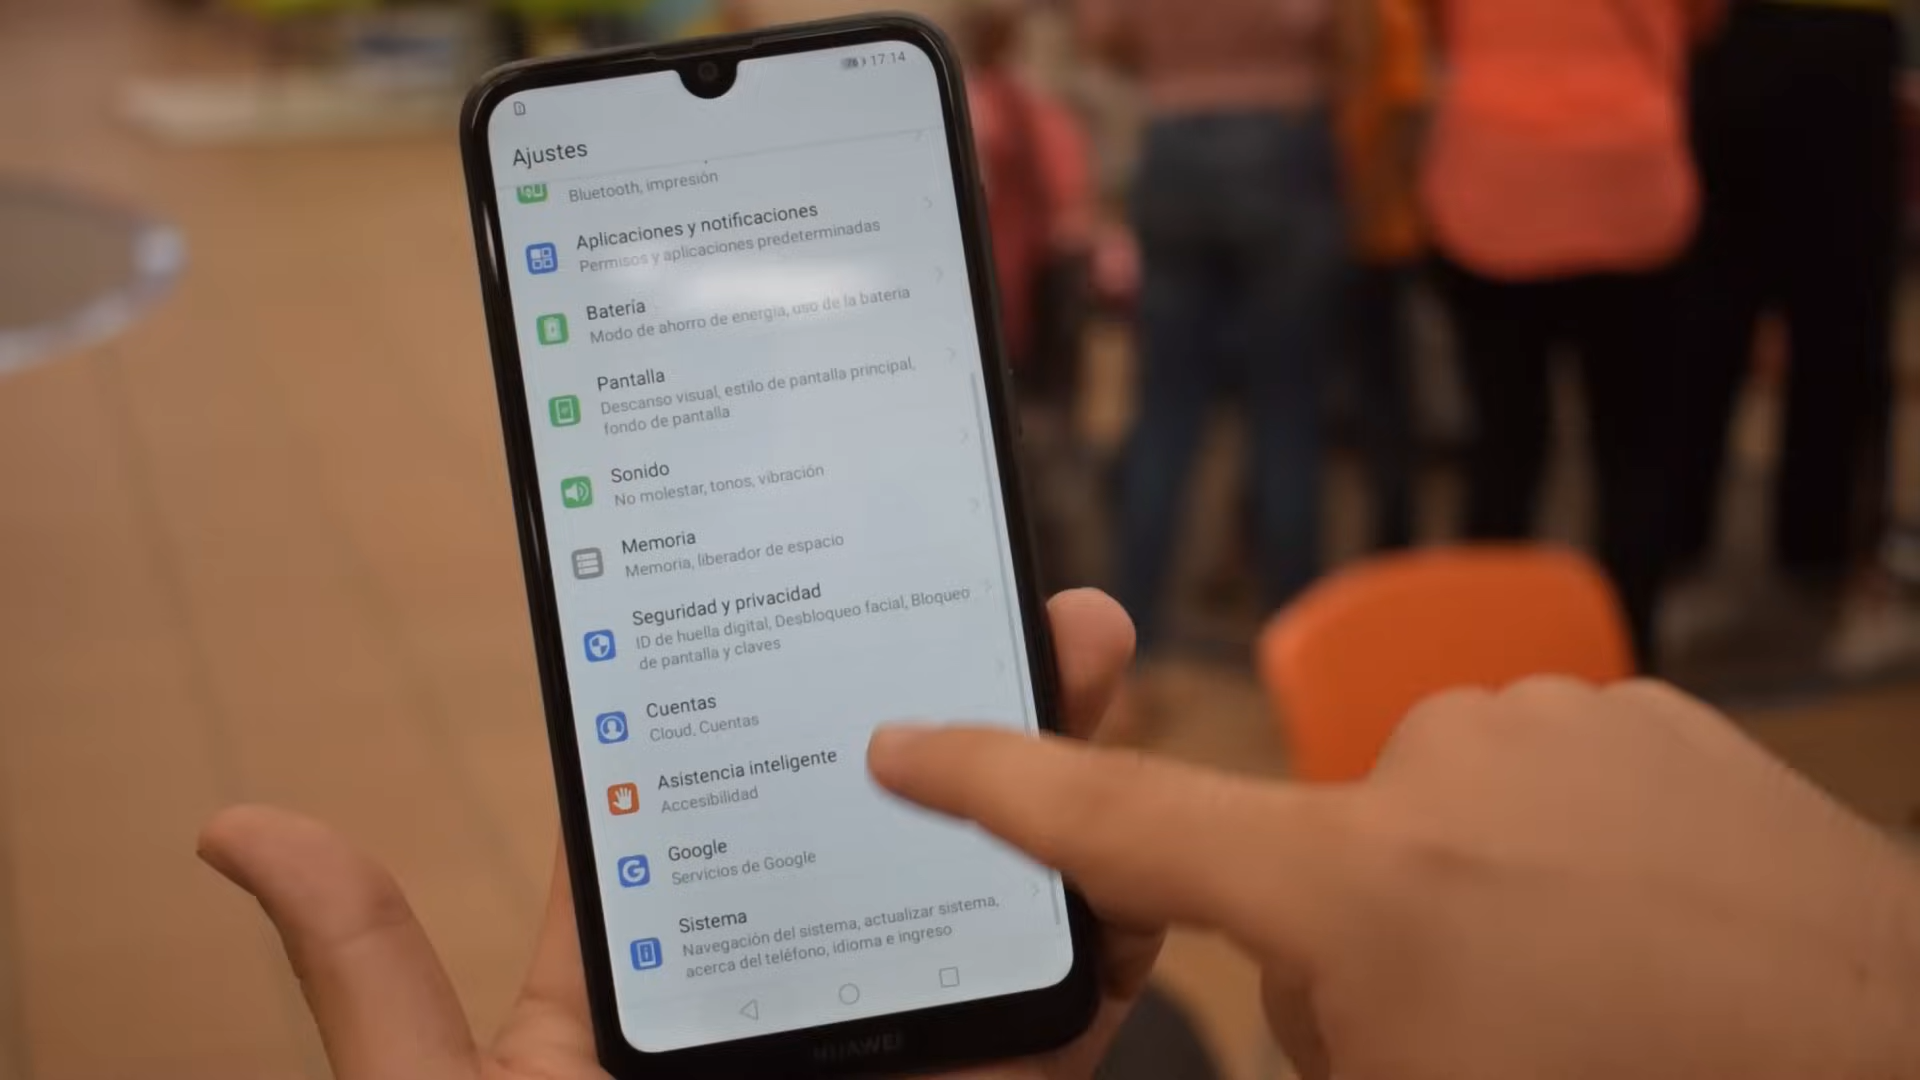 76 17:14
Ajustes
Bluetooth, impresión
Aplicaciones y notificaciones
Permisos y aplicaciones predeterminadas
Batería
Modo de ahorro de energía, uso de la batería
Pantalla
Descanso visual, estilo de pantalla principal,
fondo de pantalla
Sonido
No molestar, tonos, vibración
Memoria
Memoria, liberador de espacio
Seguridad y privacidad
ID de huella digital, Desbloqueo facial, Bloqueo
de pantalla y claves
Cuentas
Cloud, Cuentas
Asistencia inteligente
Accesibilidad
Google
Servicios de Google
Sistema
Navegación del sistema, actualizar sistema,
acerca del teléfono, idioma e ingreso
HUAWEI